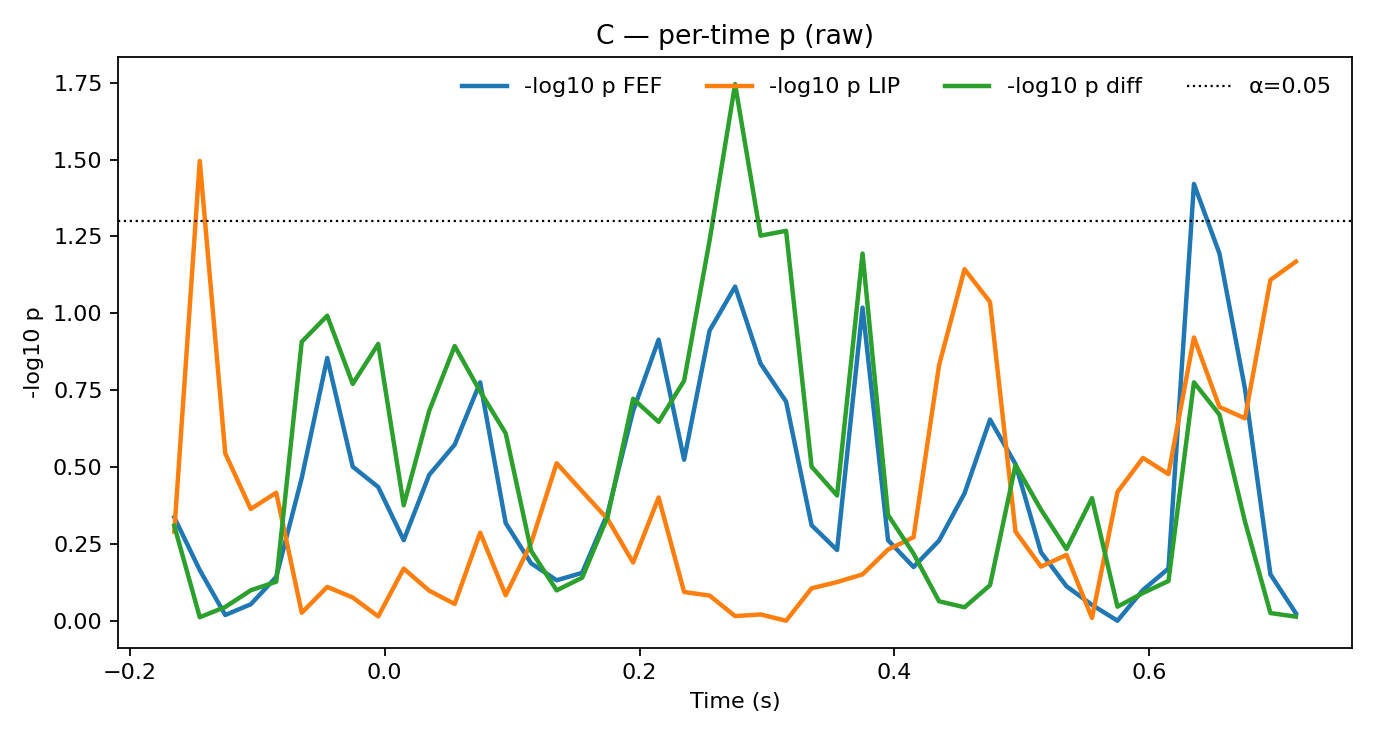 C — per-time p (raw)
-log10 p FEF -log10 p LIP -log10 p diff α=0.05
1.75
1.50
1.25
1.00
0.75
0.50
0.25
0.00
-log10 p
−0.2 0.0 0.2 0.4 0.6
Time (s)